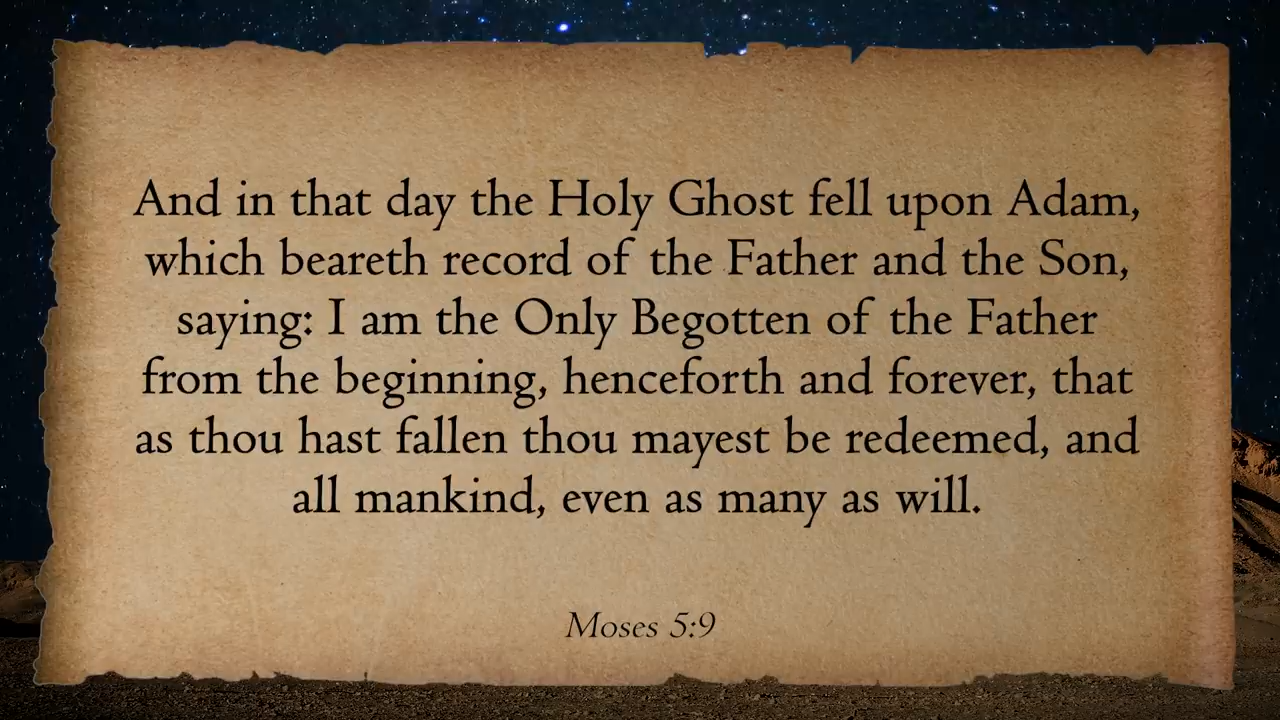 And in that day the Holy Ghost fell upon Adam,
which beareth record of the Father and the Son,
saying: I am the Only Begotten of the Father
from the beginning, henceforth and forever, that
as thou hast fallen thou mayest be redeemed, and
all mankind, even as many as will.
Moses 5:9